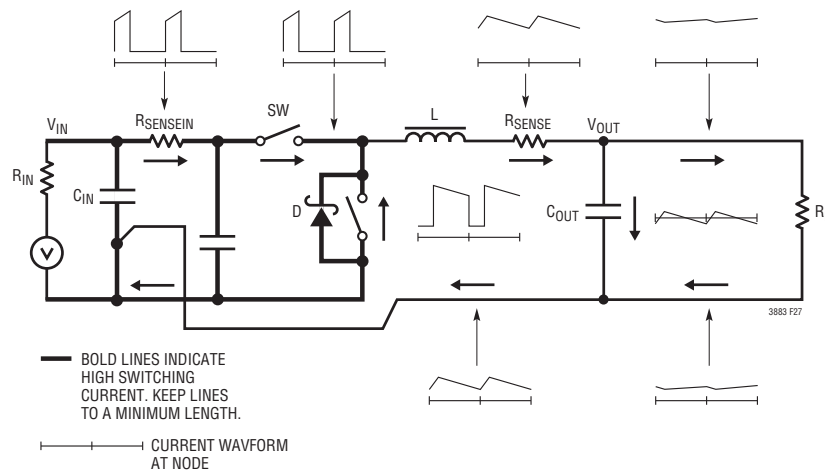 SW
L
VIN
RSENSEIN
RSENSE
VOUT
RIN
CIN
V
D
COUT
R
3883 F27
BOLD LINES INDICATE
HIGH SWITCHING
CURRENT. KEEP LINES
TO A MINIMUM LENGTH.
CURRENT WAVFORM
AT NODE